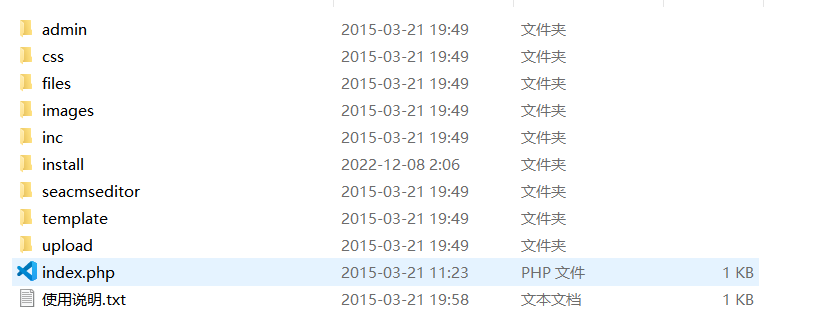 admin 2015-03-21 19:49 文件夹
css 2015-03-21 19:49 文件夹
files 2015-03-21 19:49 文件夹
images 2015-03-21 19:49 文件夹
inc 2015-03-21 19:49 文件夹
install 2022-12-08 2:06 文件夹
seacmseditor 2015-03-21 19:49 文件夹
template 2015-03-21 19:49 文件夹
upload 2015-03-21 19:49 文件夹
index.php 2015-03-21 11:23 PHP 文件 1 KB
使用说明.txt 2015-03-21 19:58 文本文档 1 KB